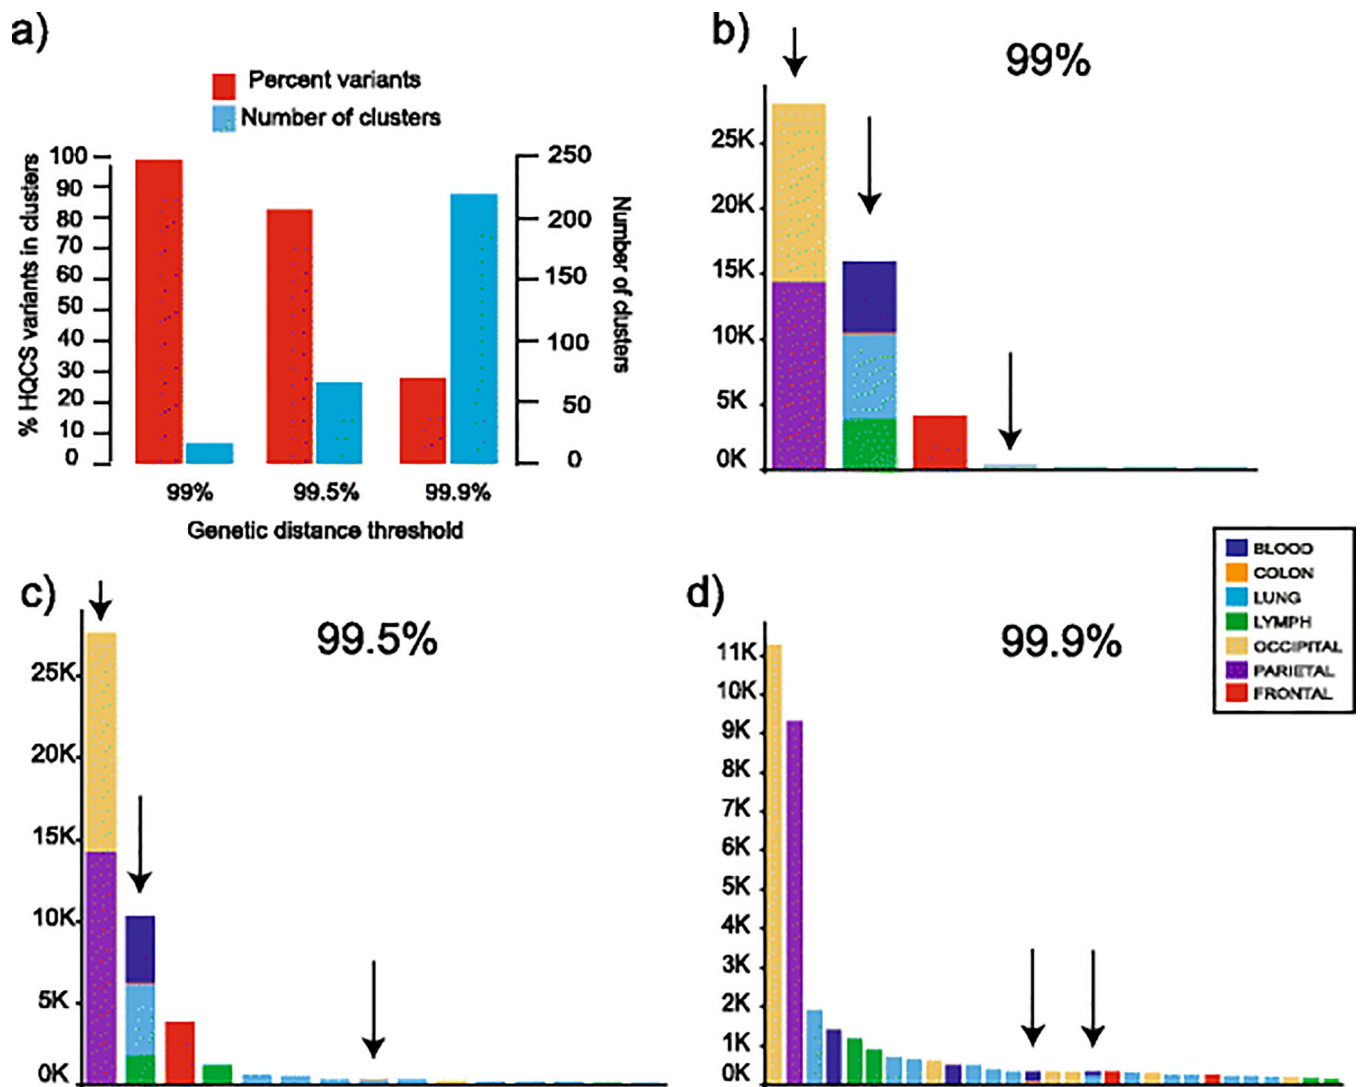 a)
Percent variants
Number of clusters
% HQCS variants in clusters
100
90
80
70
60
50
40
30
20
10
0
250
200
150
100
50
0
Number of clusters
99%
99.5%
99.9%
Genetic distance threshold
b)
99%
25K
20K
15K
10K
5K
0K
BLOOD
COLON
LUNG
LYMPH
OCCIPITAL
PARIETAL
FRONTAL
c)
99.5%
25K
20K
15K
10K
5K
0K
d)
99.9%
11K
10K
9K
8K
7K
6K
5K
4K
3K
2K
1K
0K